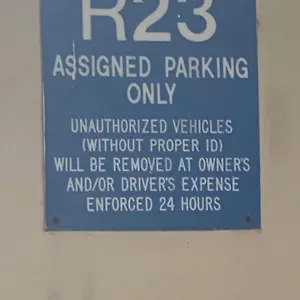 R23
ASSIGNED PARKING
ONLY
UNAUTHORIZED VEHICLES
(WITHOUT PROPER ID)
WILL BE REMOVED AT OWNER'S
AND/OR DRIVER'S EXPENSE
ENFORCED 24 HOURS